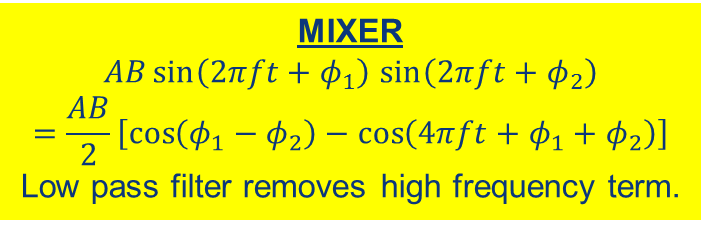 MIXER
AB sin(2πft + ϕ₁) sin(2πft + ϕ₂)
= AB/2 [cos(ϕ₁ − ϕ₂) − cos(4πft + ϕ₁ + ϕ₂)]
Low pass filter removes high frequency term.